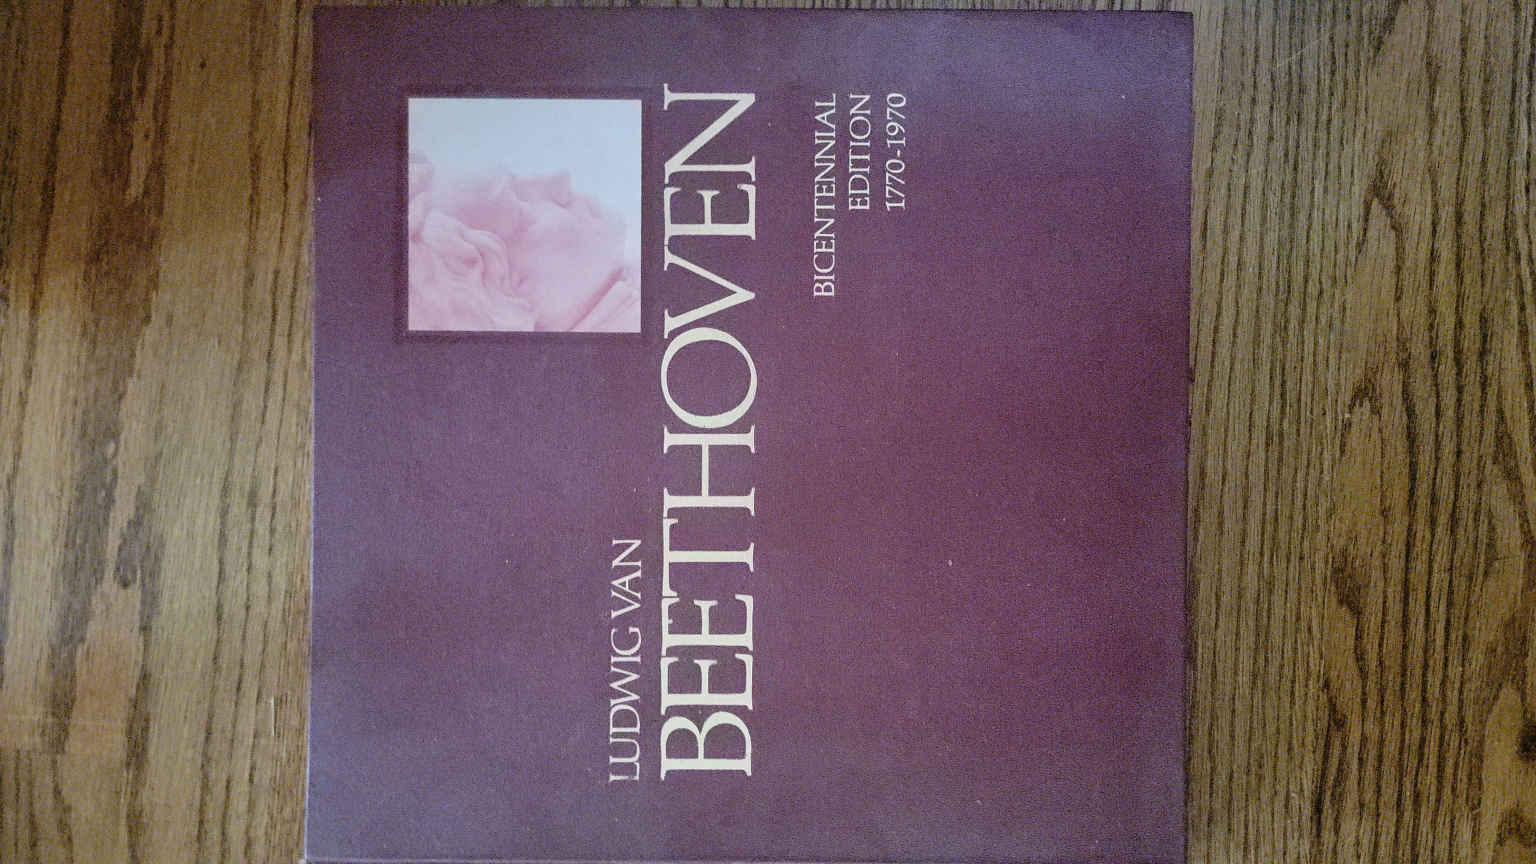 LUDWIG VAN
BEETHOVEN
BICENTENNIAL
EDITION
1770-1970